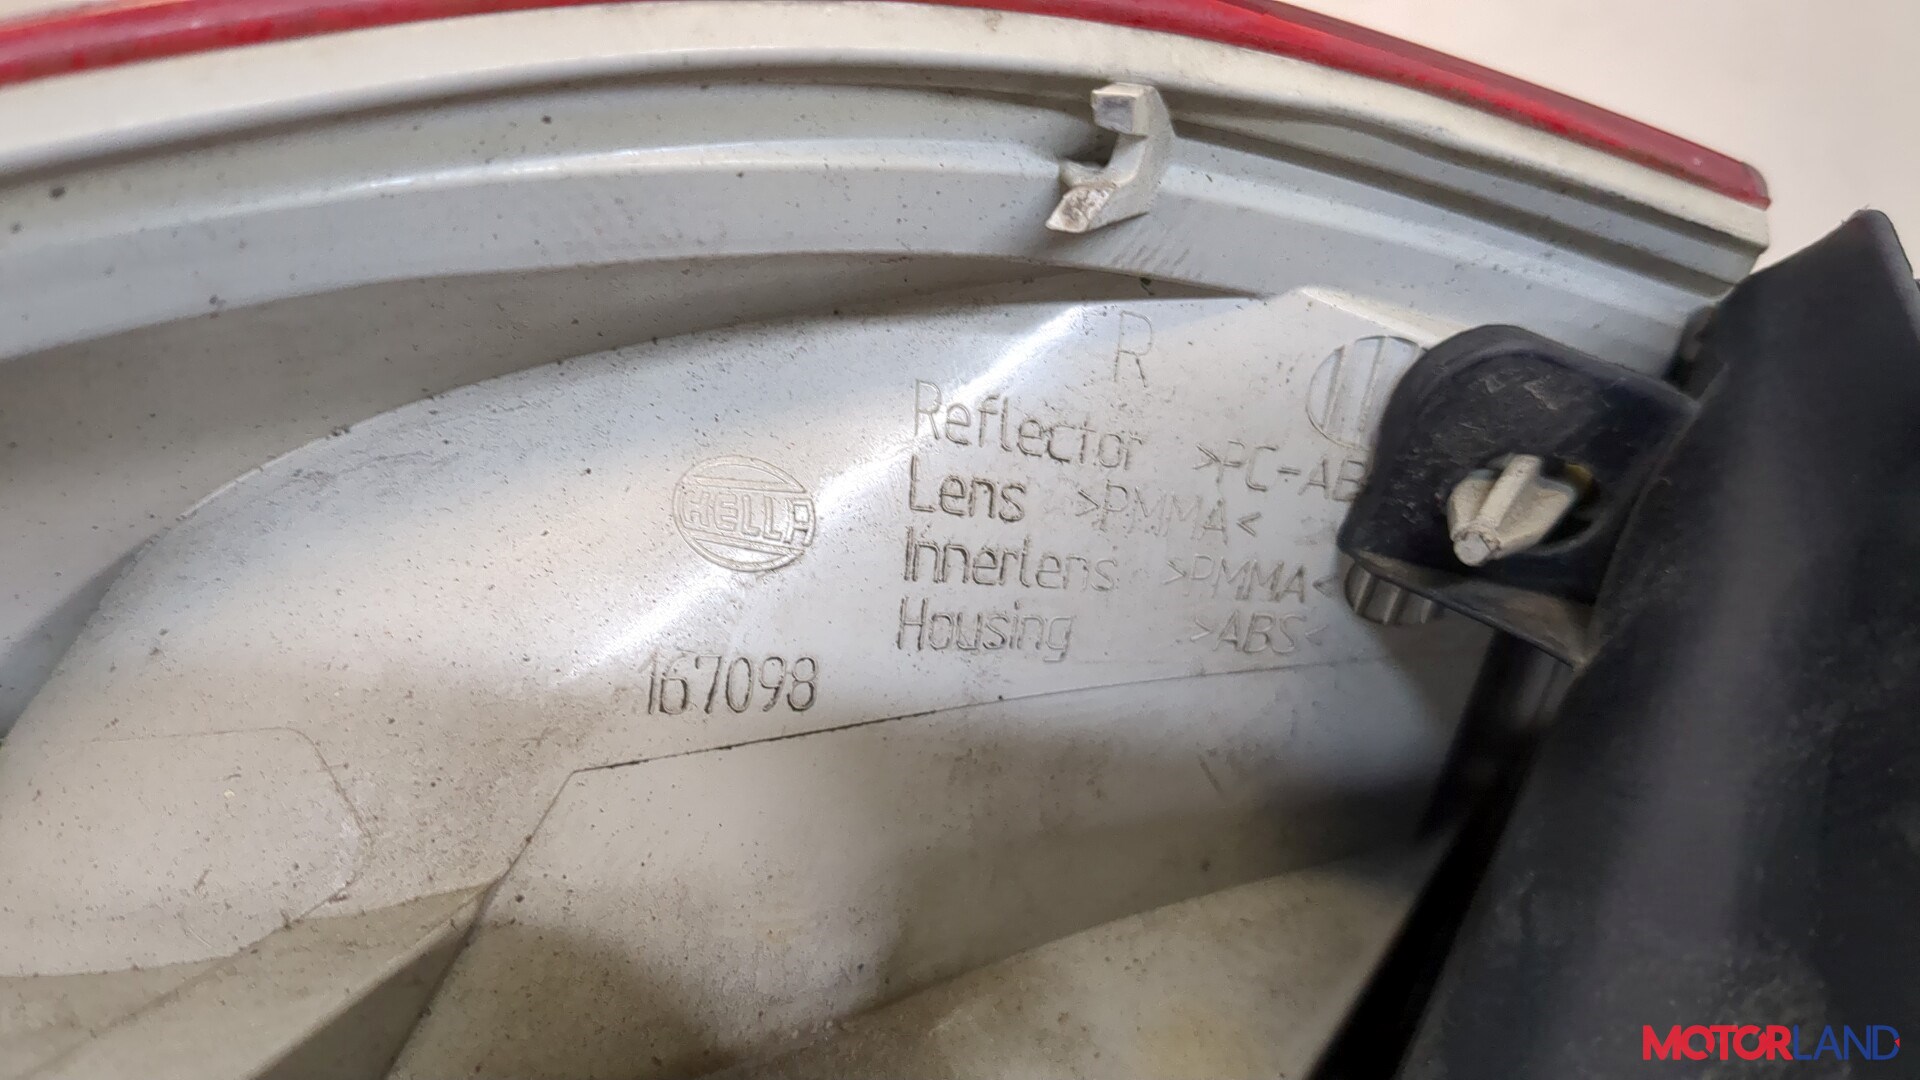 R
Reflector >PC-AB
Lens >PMMA<
Innerlens >PMMA<
Housing >ABS<
HELLA
167098
MOTORLAND